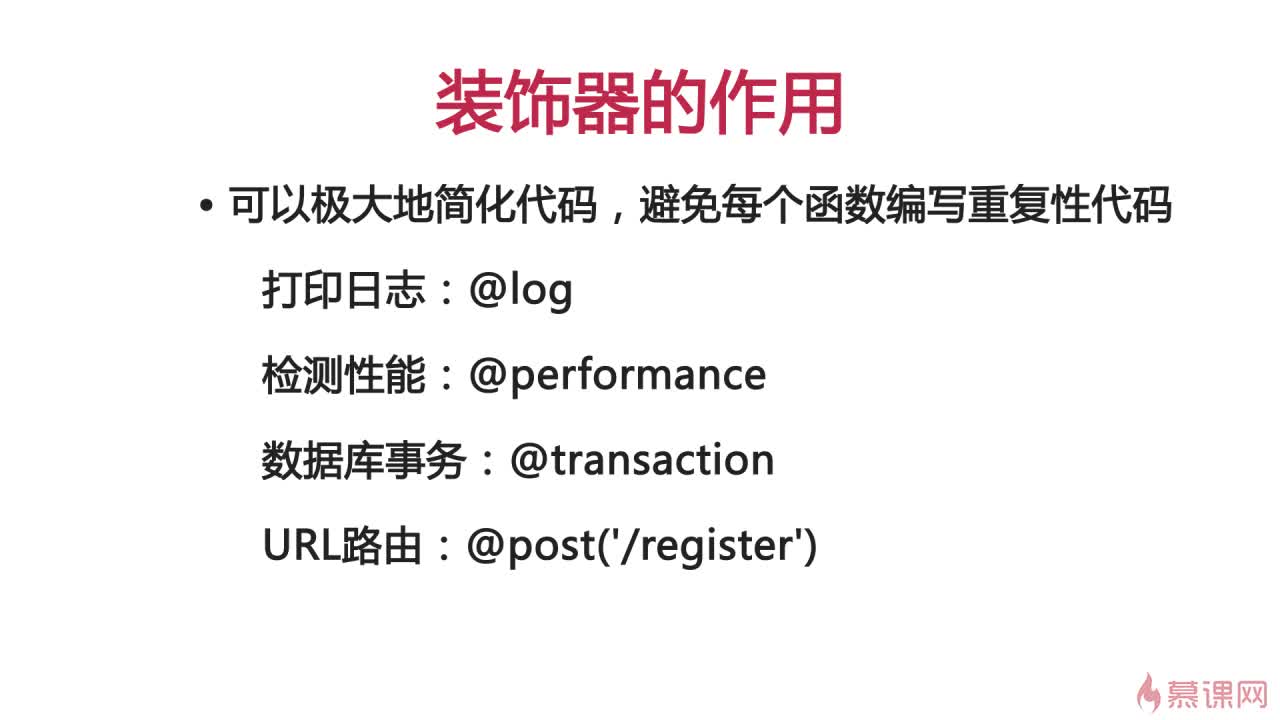 装饰器的作用
• 可以极大地简化代码，避免每个函数编写重复性代码
打印日志：@log
检测性能：@performance
数据库事务：@transaction
URL路由：@post('/register')
慕课网